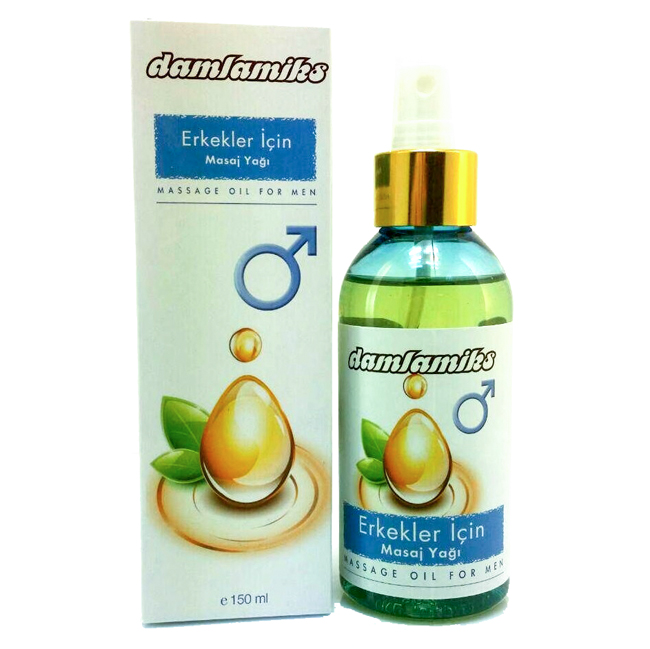 damlamiks
Erkekler İçin
Masaj Yağı
MASSAGE OIL FOR MEN
e 150 ml
damlamiks
Erkekler İçin
Masaj Yağı
MASSAGE OIL FOR MEN